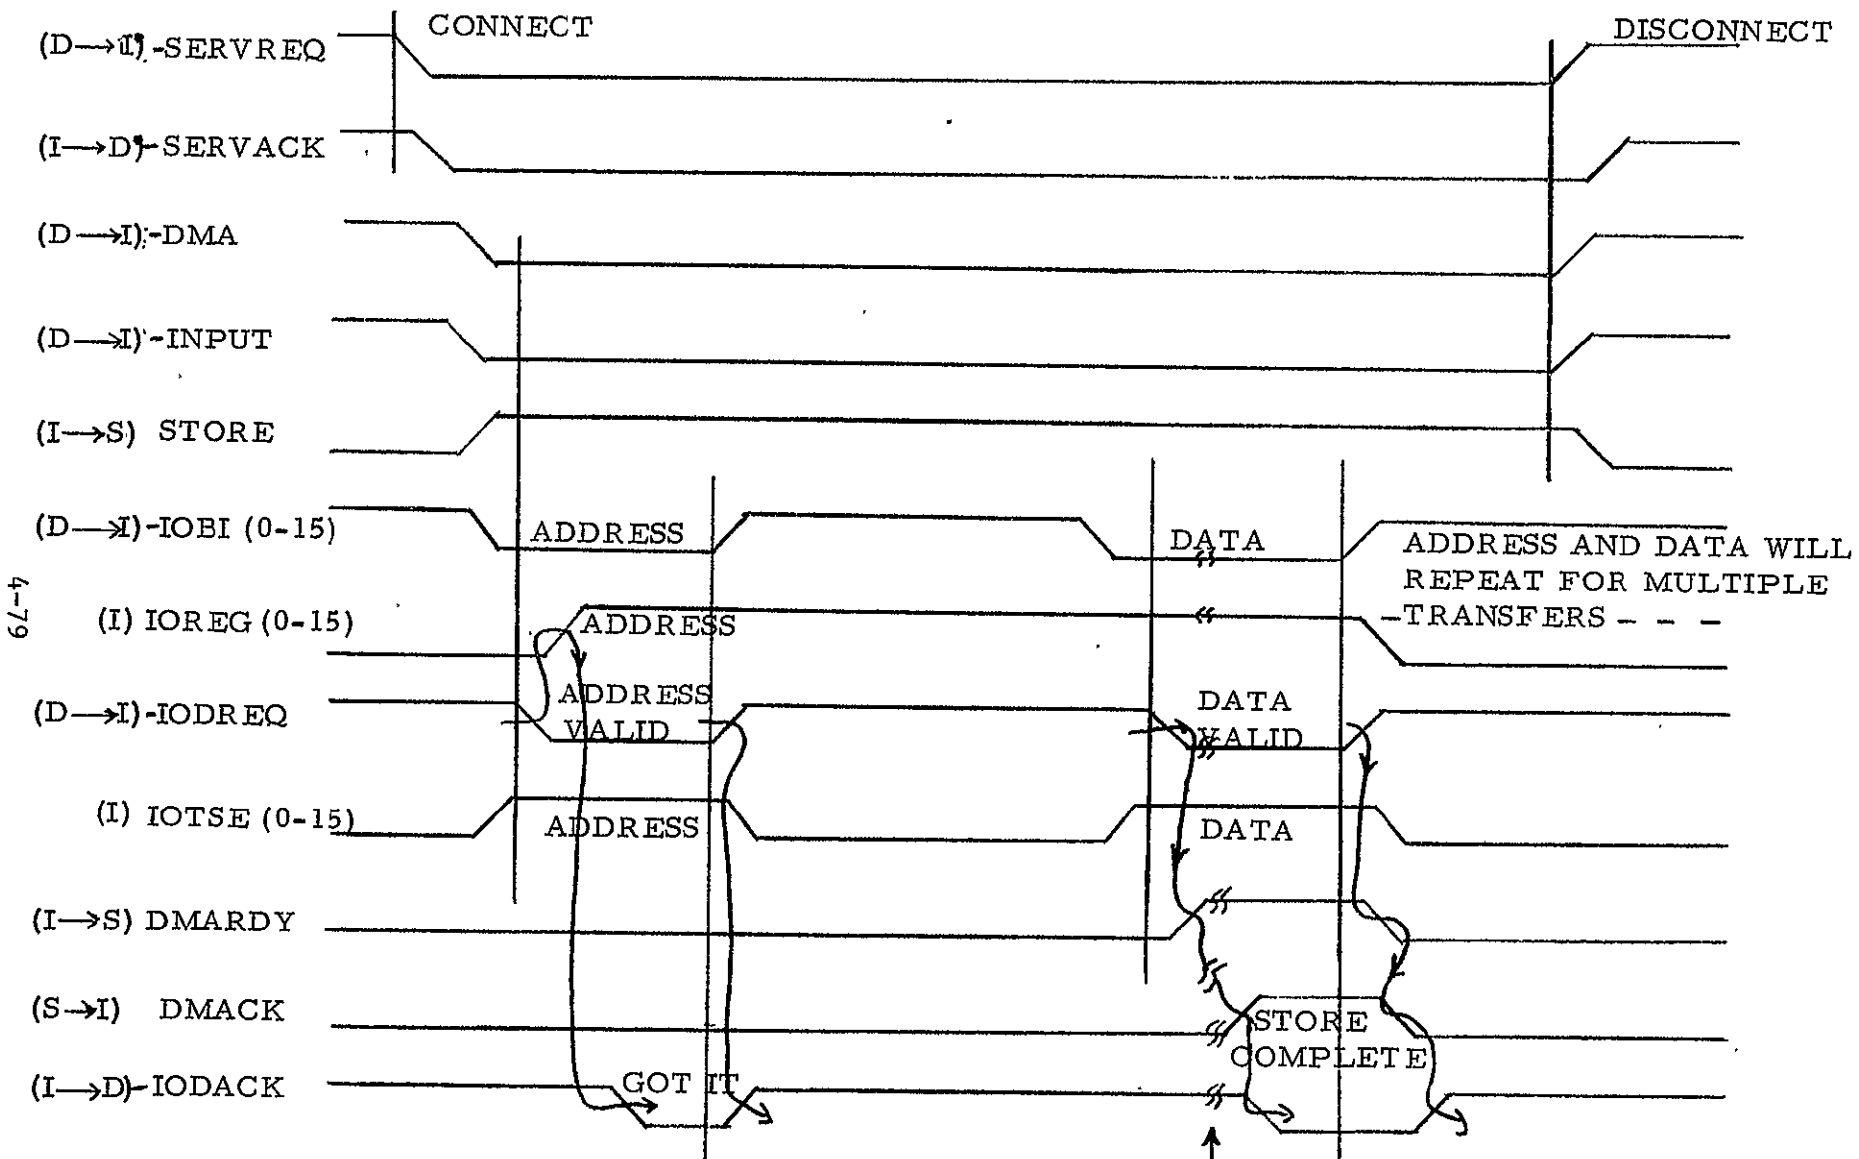 CONNECT
DISCONNECT
(D→I)-SERVREQ
(I→D)-SERVACK
(D→I)-DMA
(D→I)-INPUT
(I→S) STORE
(D→I)-IOBI (0-15)
ADDRESS
DATA
ADDRESS AND DATA WILL
REPEAT FOR MULTIPLE
-TRANSFERS - - -
4-79
(I) IOREG (0-15)
ADDRESS
(D→I)-IODREQ
ADDRESS
VALID
DATA
VALID
(I) IOTSE (0-15)
ADDRESS
DATA
(I→S) DMARDY
(S→I) DMACK
STORE
COMPLETE
(I→D)-IODACK
GOT IT